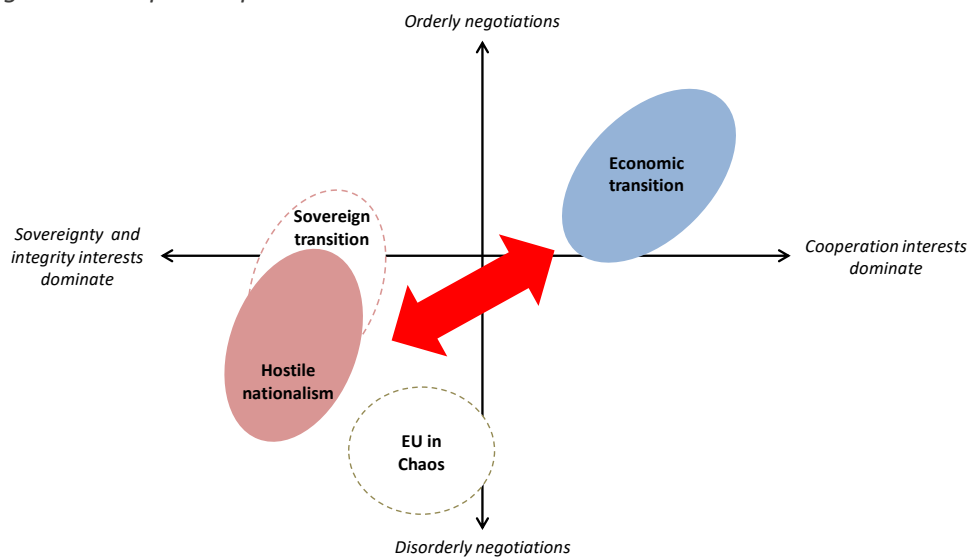 Orderly negotiations
Economic
transition
Sovereign
transition
Sovereignty and
integrity interests
dominate
Cooperation interests
dominate
Hostile
nationalism
EU in
Chaos
Disorderly negotiations